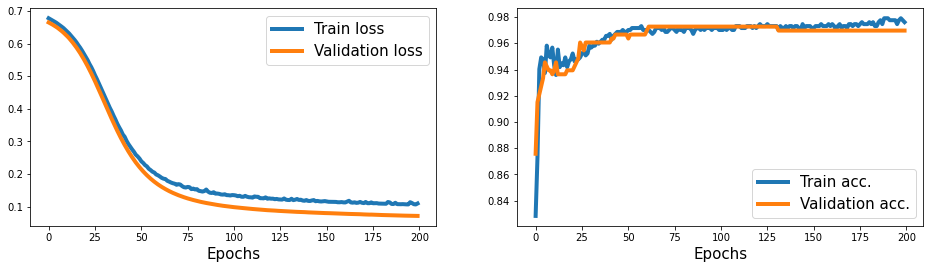 0.7
0.6
0.5
0.4
0.3
0.2
0.1
0 25 50 75 100 125 150 175 200
Epochs
Train loss
Validation loss
0.98
0.96
0.94
0.92
0.90
0.88
0.86
0.84
0 25 50 75 100 125 150 175 200
Epochs
Train acc.
Validation acc.